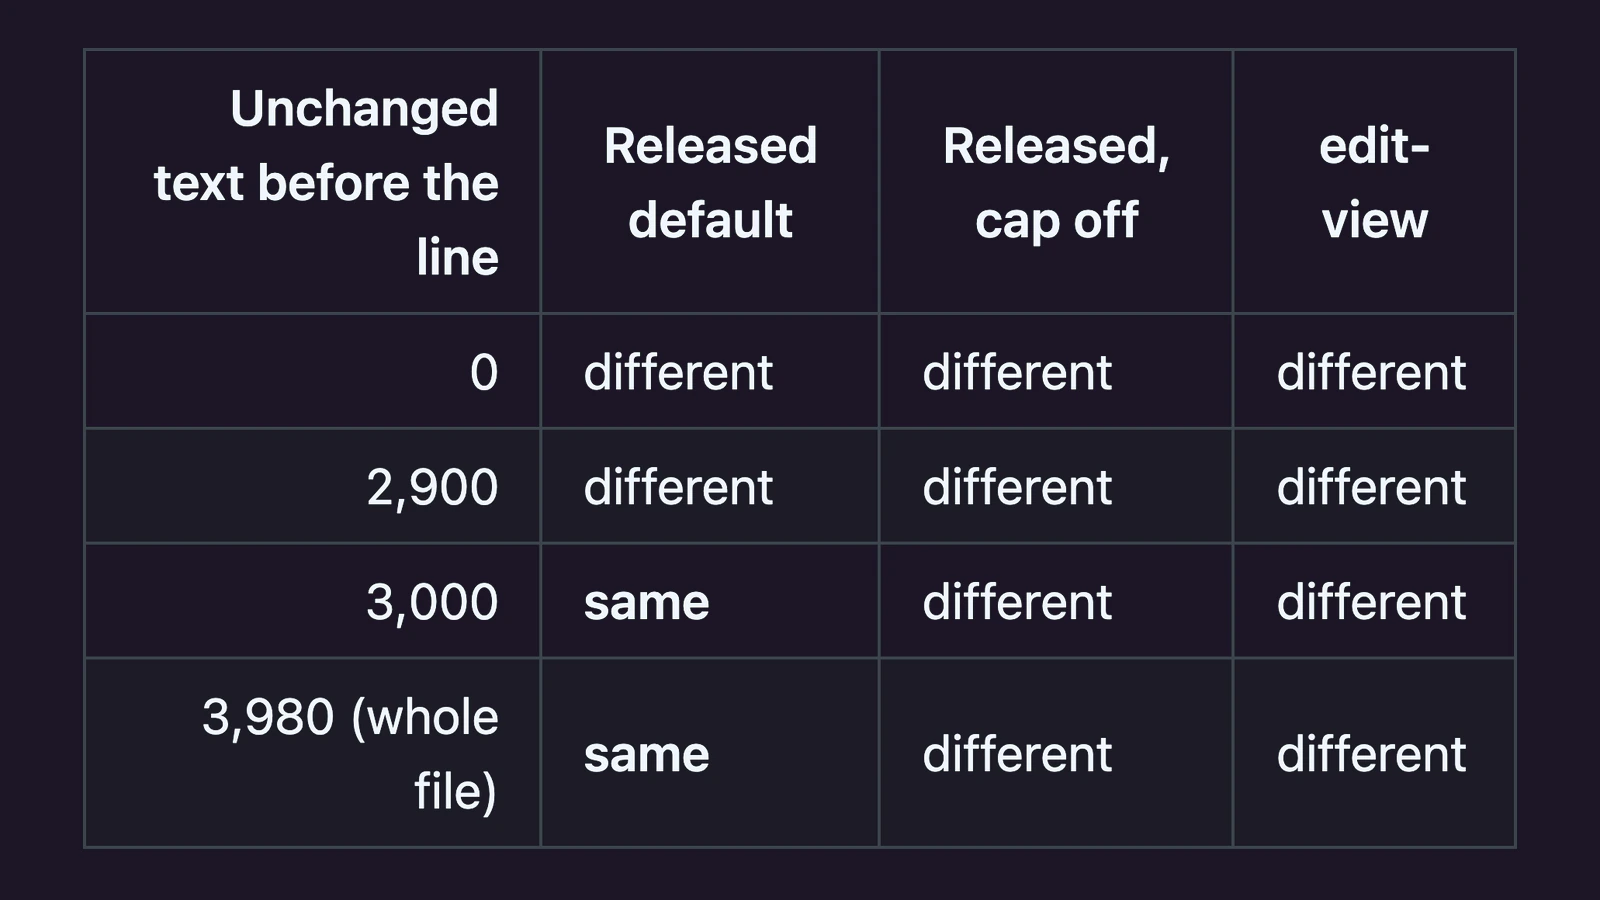 Unchanged
text before the
line
Released
default
Released,
cap off
edit-
view
0
different
different
different
2,900
different
different
different
3,000
same
different
different
3,980 (whole
file)
same
different
different